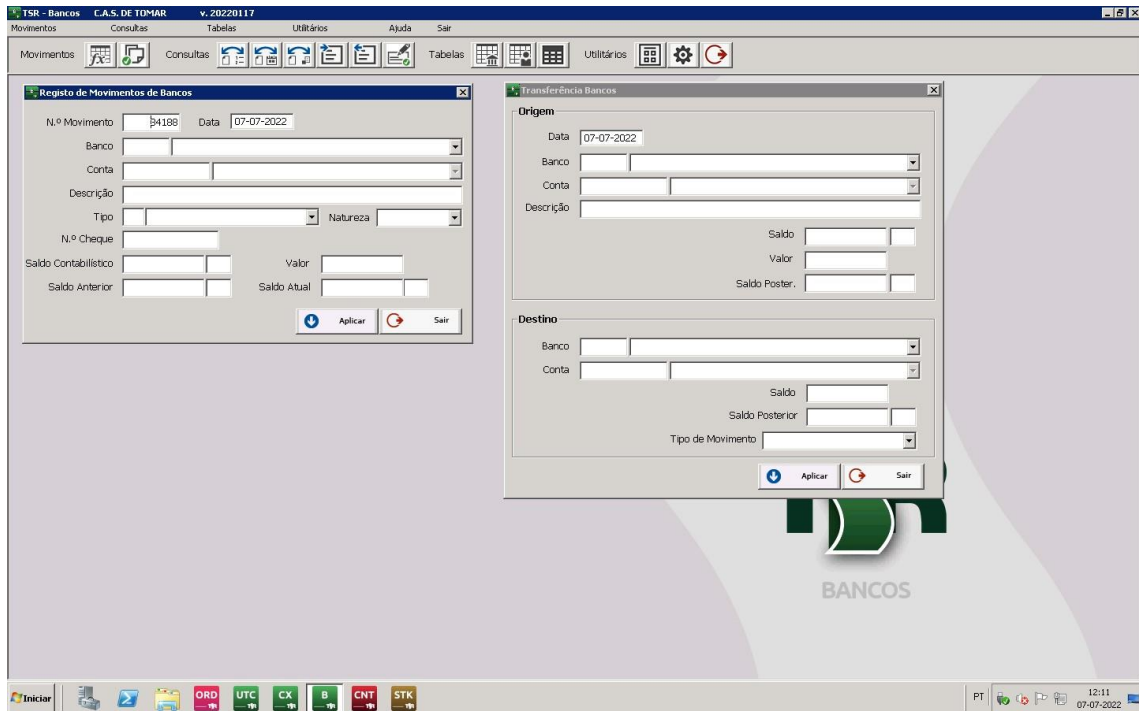 TSR - Bancos C.A.S. DE TOMAR v. 20220117
Movimentos Consultas Tabelas Utilitários Ajuda Sair
Movimentos Consultas Tabelas Utilitários
Registo de Movimentos de Bancos
N.º Movimento 34188 Data 07-07-2022
Banco
Conta
Descrição
Tipo Natureza
N.º Cheque
Saldo Contabilístico Valor
Saldo Anterior Saldo Atual
Aplicar Sair
Transferência Bancos
Origem
Data 07-07-2022
Banco
Conta
Descrição
Saldo
Valor
Saldo Poster.
Destino
Banco
Conta
Saldo
Saldo Posterior
Tipo de Movimento
Aplicar Sair
BANCOS
Iniciar ORD UTC CX B CNT STK PT 12:11
07-07-2022